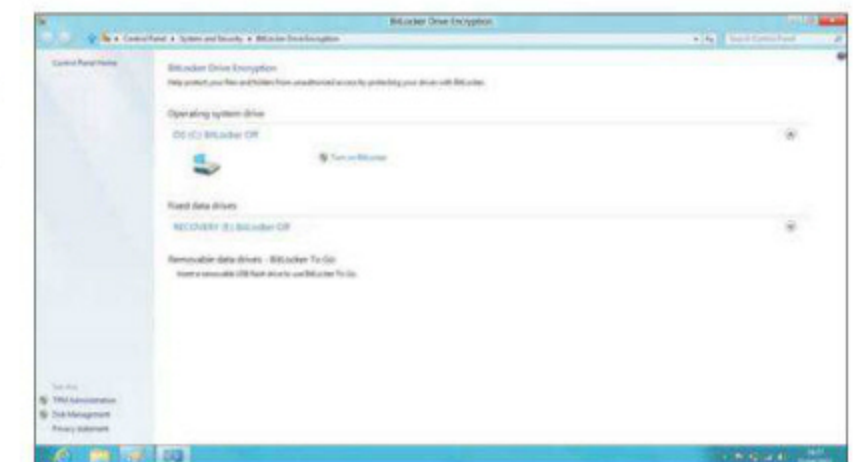 BitLocker Drive Encryption
Control Panel ▸ System and Security ▸ BitLocker Drive Encryption
Search Control Panel
Control Panel Home
BitLocker Drive Encryption
Help protect your files and folders from unauthorized access by protecting your drives with BitLocker.
Operating system drive
OS (C:) BitLocker Off
Turn on BitLocker
Fixed data drives
RECOVERY (E:) BitLocker Off
Removable data drives - BitLocker To Go
Insert a removable USB flash drive to use BitLocker To Go.
See also
TPM Administration
Disk Management
Privacy statement